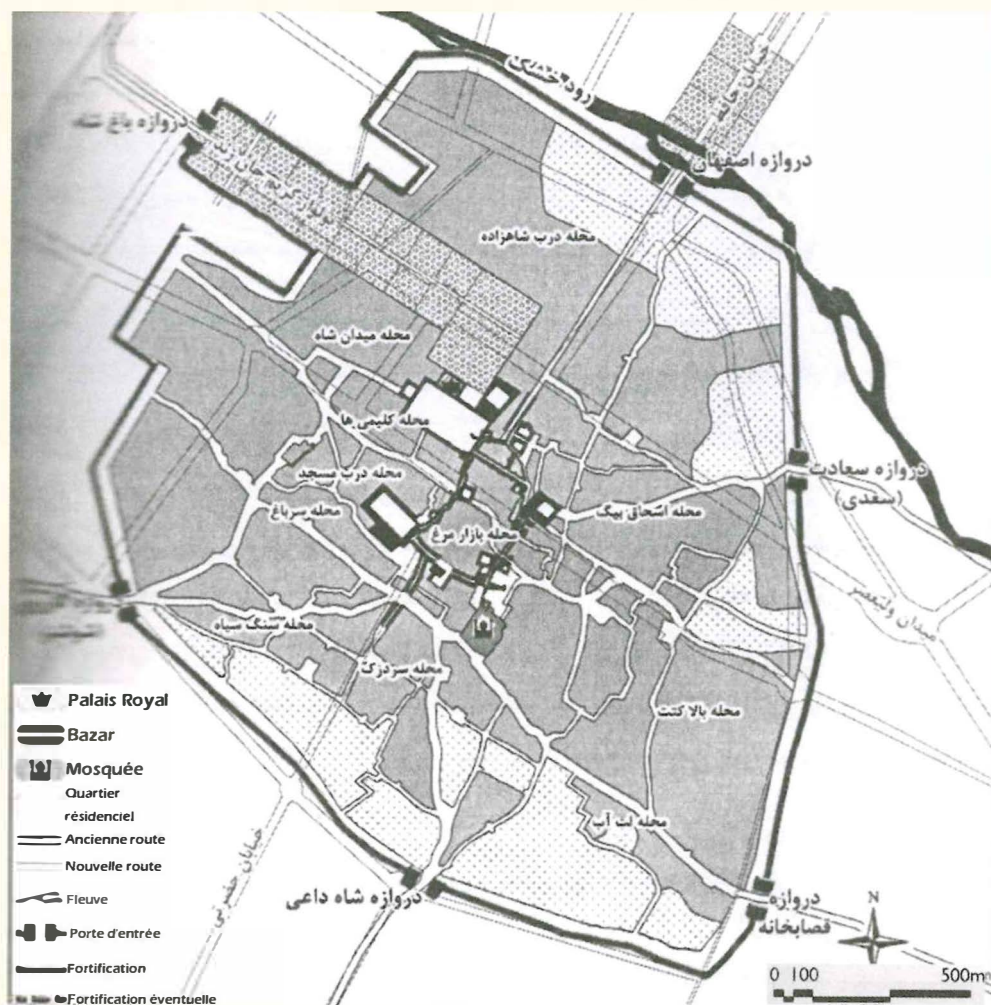 رود خشک
دروازه باغ شاه
دروازه اصفهان
محله درب شاهزاده
محله میدان شاه
محله کلیمی ها
دروازه سعادت
(سعدی)
محله درب مسجد
محله اسحاق بیگ
محله سرباغ
محله بازار مرغ
میدان ولیعصر
محله سنگ سیاه
محله سردزک
محله بالا کفت
محله لب آب
دروازه شاه داعی
دروازه
قصابخانه
Palais Royal
Bazar
Mosquée
Quartier
résidenciel
Ancienne route
Nouvelle route
Fleuve
Porte d'entrée
Fortification
Fortification éventuelle
N
0 100 500m